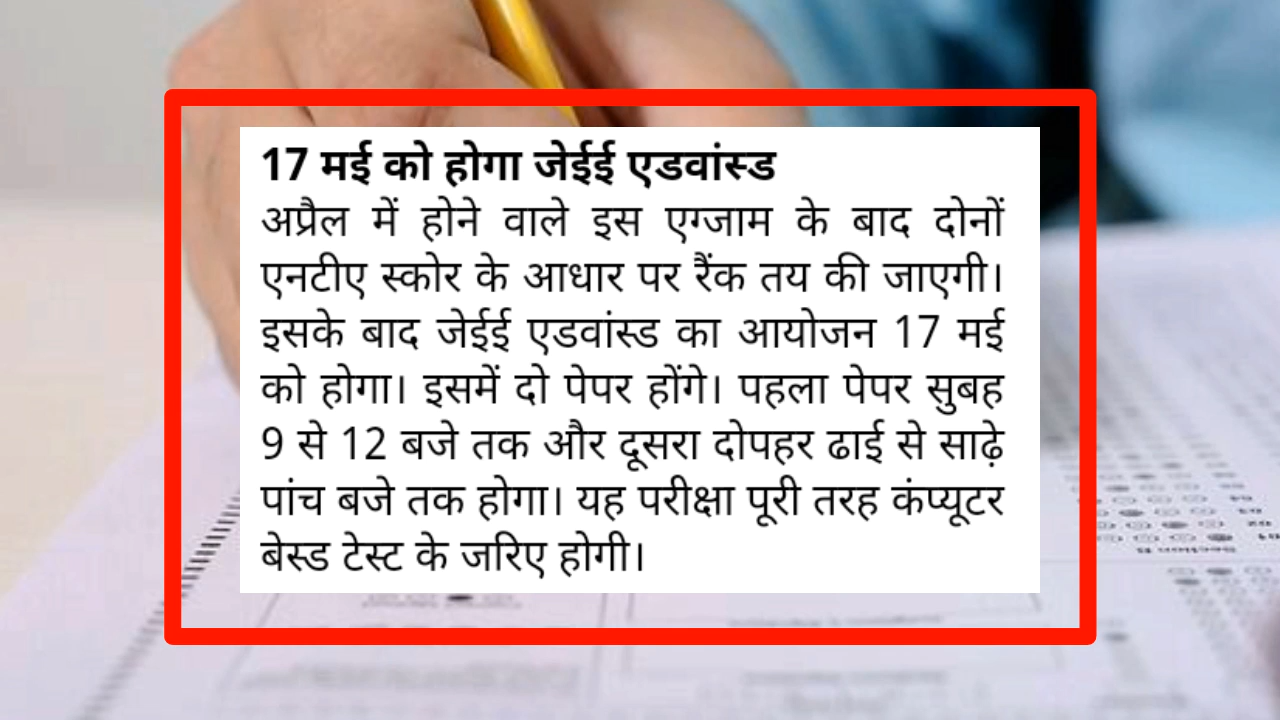 17 मई को होगा जेईई एडवांस्ड
अप्रैल में होने वाले इस एग्जाम के बाद दोनों
एनटीए स्कोर के आधार पर रैंक तय की जाएगी।
इसके बाद जेईई एडवांस्ड का आयोजन 17 मई
को होगा। इसमें दो पेपर होंगे। पहला पेपर सुबह
9 से 12 बजे तक और दूसरा दोपहर ढाई से साढ़े
पांच बजे तक होगा। यह परीक्षा पूरी तरह कंप्यूटर
बेस्ड टेस्ट के जरिए होगी।